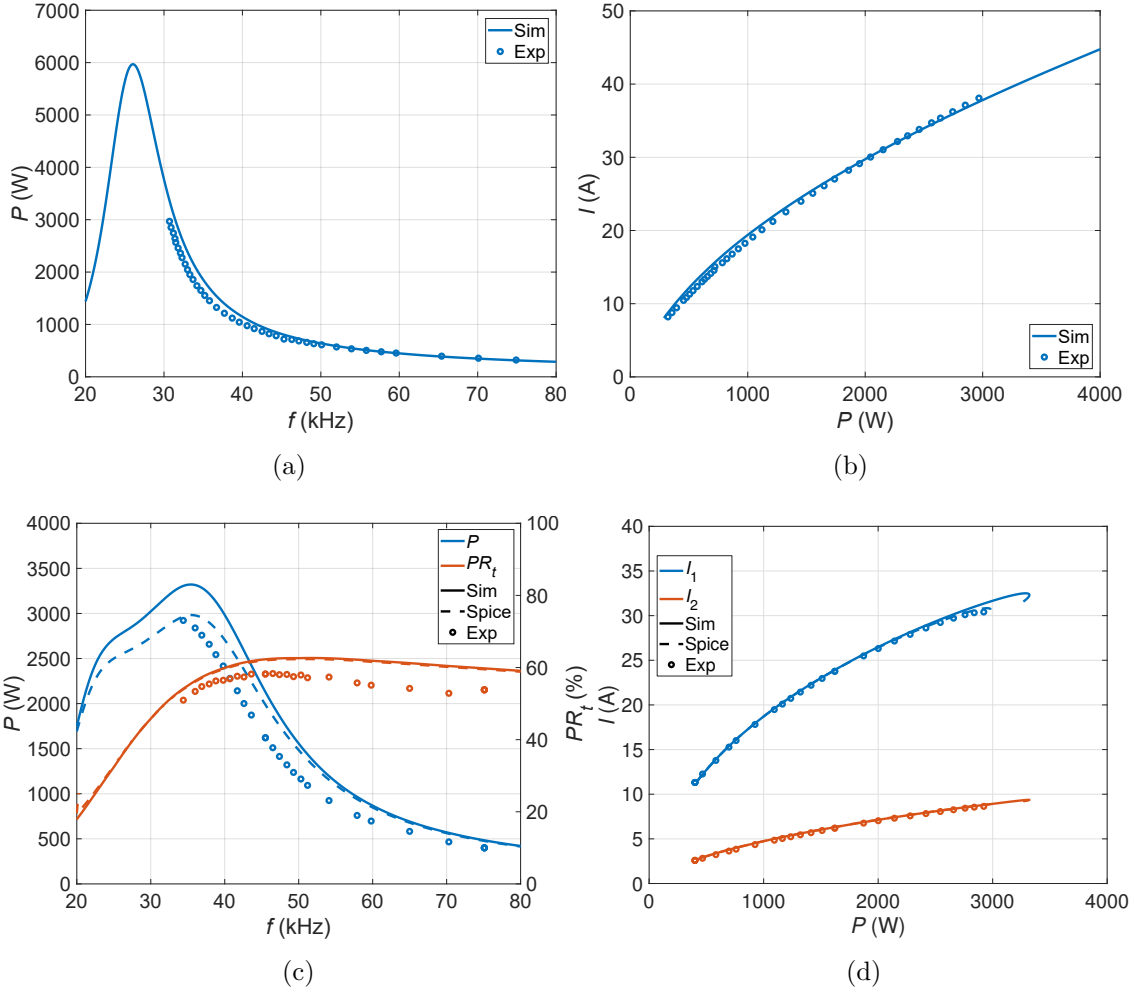 7000
6000
5000
4000
3000
2000
1000
0
P (W)
20 30 40 50 60 70 80
f (kHz)
Sim
Exp
(a)
50
40
30
20
10
0
I (A)
0 1000 2000 3000 4000
P (W)
Sim
Exp
(b)
4000
3500
3000
2500
2000
1500
1000
500
0
P (W)
20 30 40 50 60 70 80
f (kHz)
100
80
60
40
20
0
PR_t (%)
P
PR_t
Sim
Spice
Exp
(c)
40
35
30
25
20
15
10
5
0
I (A)
0 1000 2000 3000 4000
P (W)
I_1
I_2
Sim
Spice
Exp
(d)